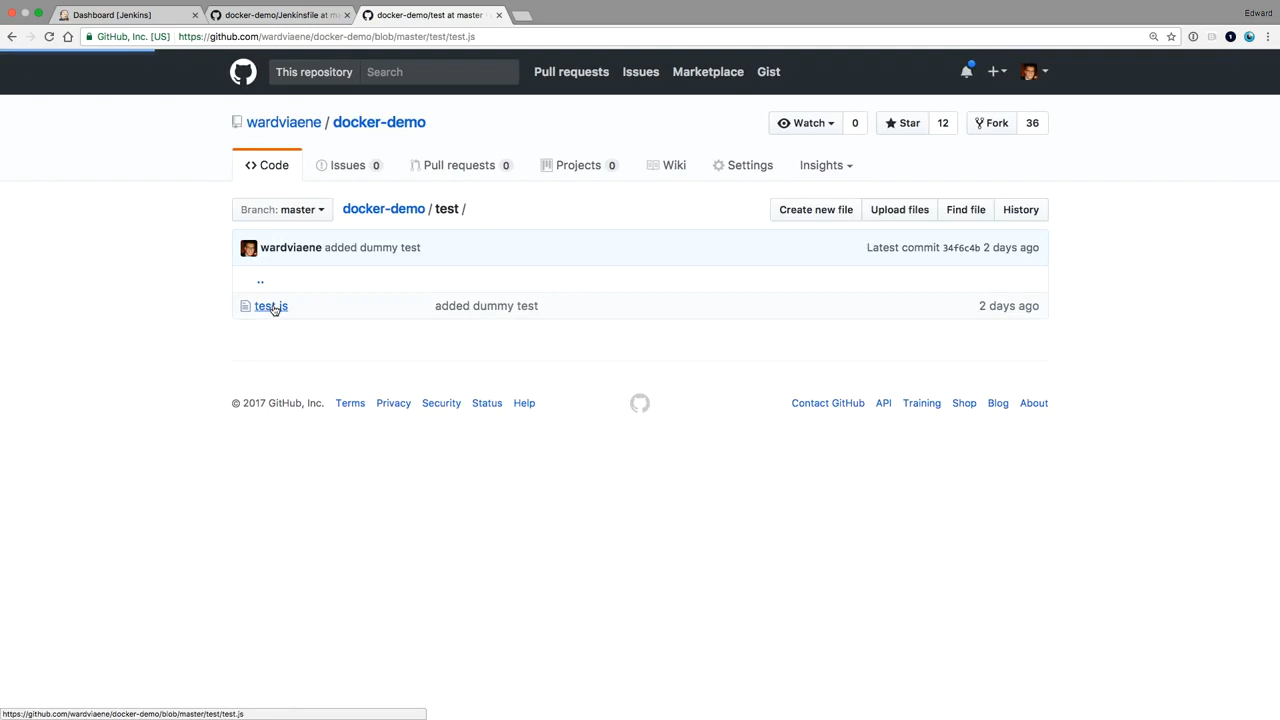 Dashboard [Jenkins]
docker-demo/Jenkinsfile at ma
docker-demo/test at master
Edward
GitHub, Inc. [US] https://github.com/wardviaene/docker-demo/blob/master/test/test.js
This repository Search Pull requests Issues Marketplace Gist
wardviaene / docker-demo
Watch 0 Star 12 Fork 36
Code Issues 0 Pull requests 0 Projects 0 Wiki Settings Insights
Branch: master docker-demo / test / Create new file Upload files Find file History
wardviaene added dummy test Latest commit 34f6c4b 2 days ago
..
test.js added dummy test 2 days ago
© 2017 GitHub, Inc. Terms Privacy Security Status Help Contact GitHub API Training Shop Blog About
https://github.com/wardviaene/docker-demo/blob/master/test/test.js